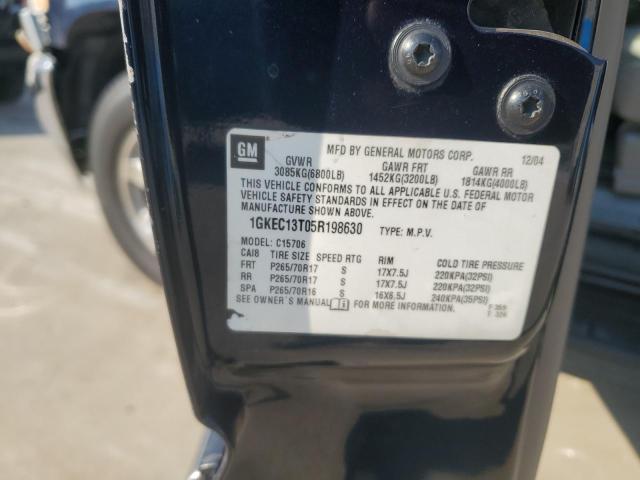 GM
MFD BY GENERAL MOTORS CORP. 12/04
GVWR GAWR FRT GAWR RR
3085KG(6800LB) 1452KG(3200LB) 1814KG(4000LB)
THIS VEHICLE CONFORMS TO ALL APPLICABLE U.S. FEDERAL MOTOR
VEHICLE SAFETY STANDARDS IN EFFECT ON THE DATE OF
MANUFACTURE SHOWN ABOVE.
1GKEC13T05R198630 TYPE: M.P.V.
MODEL: C15706
CAI8 TIRE SIZE SPEED RTG RIM COLD TIRE PRESSURE
FRT P265/70R17 S 17X7.5J 220KPA(32PSI)
RR P265/70R17 S 17X7.5J 220KPA(32PSI)
SPA P265/70R16 S 16X6.5J 240KPA(35PSI)
SEE OWNER'S MANUAL FOR MORE INFORMATION.